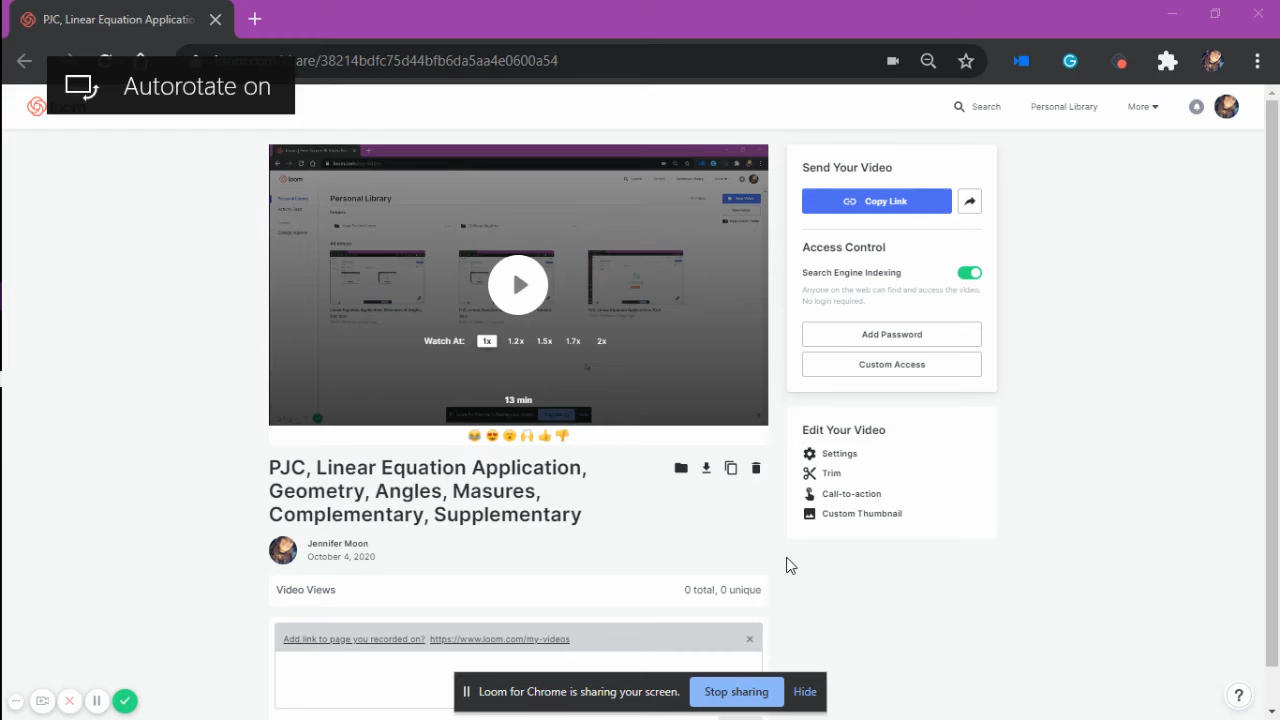 PJC, Linear Equation Applicatio
are/38214bdfc75d44bfb6da5aa4e0600a54
Autorotate on
Search
Personal Library
More
loom
Personal Library
Send Your Video
Copy Link
Access Control
Search Engine Indexing
Anyone on the web can find and access the video.
No login required.
Add Password
Custom Access
Watch At: 1x 1.2x 1.5x 1.7x 2x
13 min
Edit Your Video
Settings
Trim
Call-to-action
Custom Thumbnail
PJC, Linear Equation Application,
Geometry, Angles, Masures,
Complementary, Supplementary
Jennifer Moon
October 4, 2020
Video Views
0 total, 0 unique
Add link to page you recorded on? https://www.loom.com/my-videos
Loom for Chrome is sharing your screen.
Stop sharing
Hide